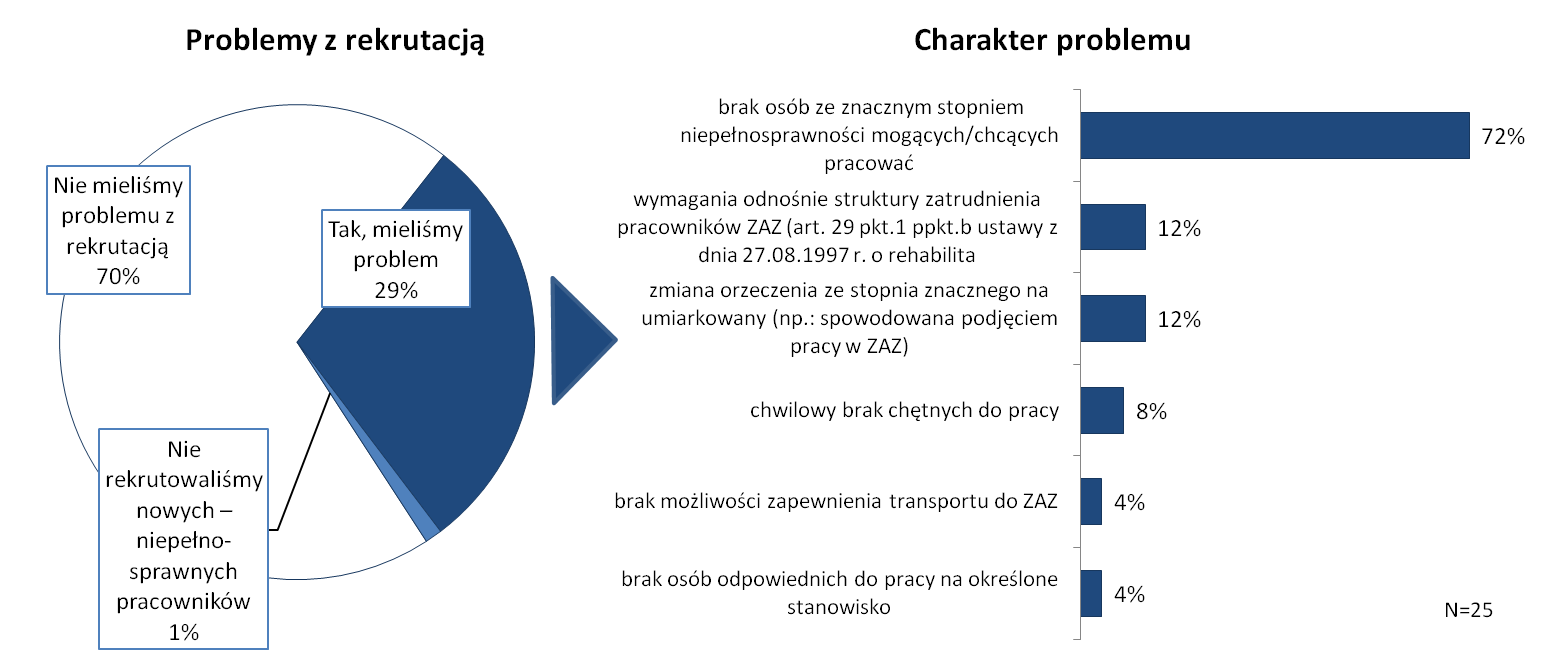 Problemy z rekrutacją
Nie mieliśmy
problemu z
rekrutacją
70%
Tak, mieliśmy
problem
29%
Nie
rekrutowaliśmy
nowych –
niepełno-
sprawnych
pracowników
1%
Charakter problemu
brak osób ze znacznym stopniem
niepełnosprawności mogących/chcących
pracować
72%
wymagania odnośnie struktury zatrudnienia
pracowników ZAZ (art. 29 pkt.1 ppkt.b ustawy z
dnia 27.08.1997 r. o rehabilita
12%
zmiana orzeczenia ze stopnia znacznego na
umiarkowany (np.: spowodowana podjęciem
pracy w ZAZ)
12%
chwilowy brak chętnych do pracy
8%
brak możliwości zapewnienia transportu do ZAZ
4%
brak osób odpowiednich do pracy na określone
stanowisko
4%
N=25